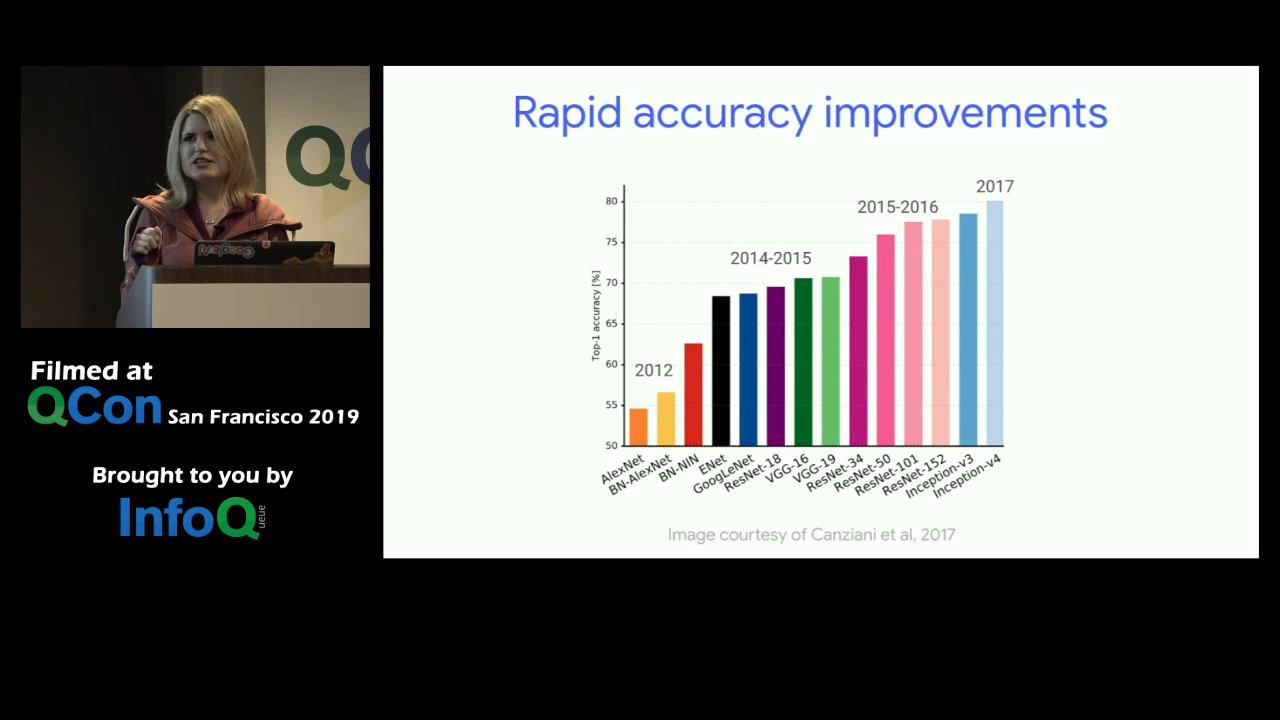 Rapid accuracy improvements
Q
GoogleAI
2017
2015-2016
2014-2015
2012
80
75
70
65
60
55
50
Top-1 accuracy [%]
AlexNet
BN-AlexNet
BN-NIN
ENet
GoogLeNet
ResNet-18
VGG-16
VGG-19
ResNet-34
ResNet-50
ResNet-101
ResNet-152
Inception-v3
Inception-v4
Image courtesy of Canziani et al, 2017
Filmed at
QCon San Francisco 2019
Brought to you by
InfoQ
ueue